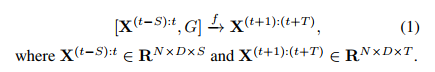 [X^{(t−S):t}, G] \xrightarrow{f} X^{(t+1):(t+T)}, (1)
where X^{(t−S):t} ∈ R^{N×D×S} and X^{(t+1):(t+T)} ∈ R^{N×D×T}.